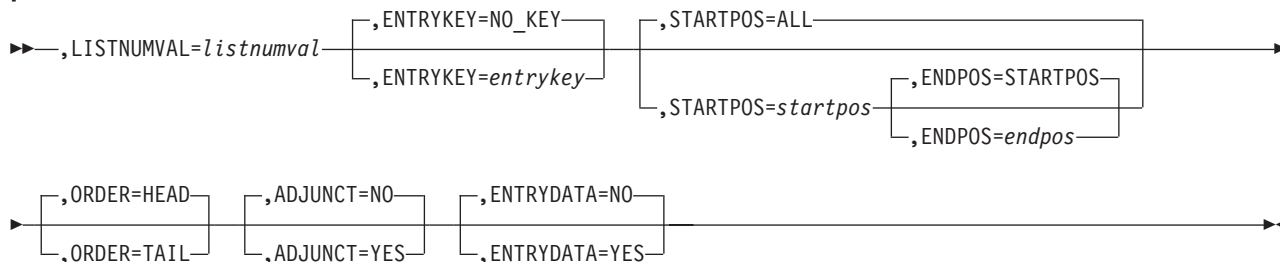 ,ENTRYKEY=NO_KEY ,STARTPOS=ALL
,LISTNUMVAL=listnumval
,ENTRYKEY=entrykey ,ENDPOS=STARTPOS
,STARTPOS=startpos
,ENDPOS=endpos
,ORDER=HEAD ,ADJUNCT=NO ,ENTRYDATA=NO
,ORDER=TAIL ,ADJUNCT=YES ,ENTRYDATA=YES